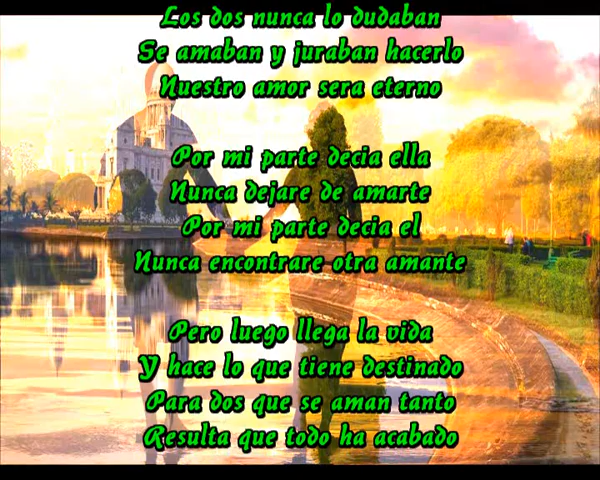 Los dos nunca lo dudaban
Se amaban y juraban hacerlo
Nuestro amor sera eterno
Por mi parte decia ella
Nunca dejare de amarte
Por mi parte decia el
Nunca encontrare otra amante
Pero luego llega la vida
Y hace lo que tiene destinado
Para dos que se aman tanto
Resulta que todo ha acabado